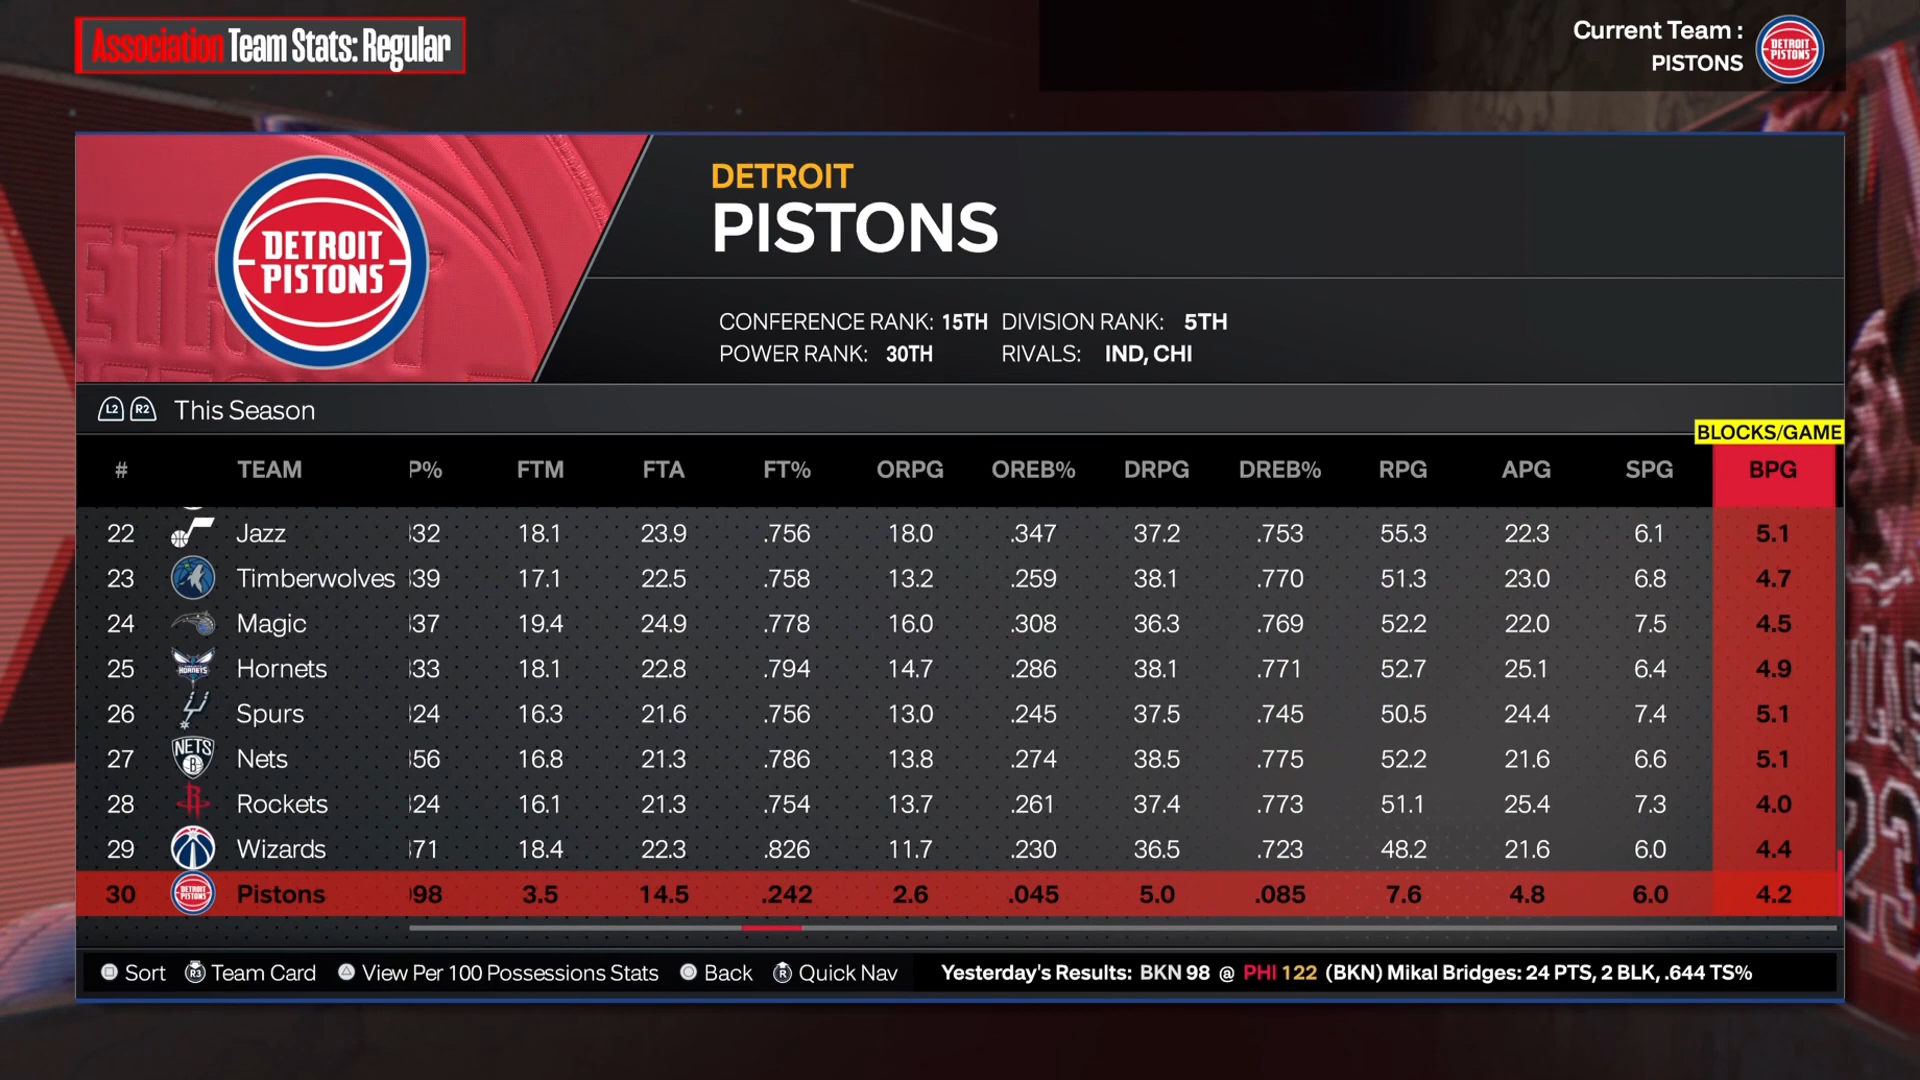 Association Team Stats: Regular
Current Team :
PISTONS
DETROIT
PISTONS
DETROIT
PISTONS
DETROIT
PISTONS
CONFERENCE RANK: 15TH DIVISION RANK: 5TH
POWER RANK: 30TH RIVALS: IND, CHI
L2 R2 This Season
BLOCKS/GAME
# TEAM P% FTM FTA FT% ORPG OREB% DRPG DREB% RPG APG SPG BPG
22 Jazz 32 18.1 23.9 .756 18.0 .347 37.2 .753 55.3 22.3 6.1 5.1
23 Timberwolves 39 17.1 22.5 .758 13.2 .259 38.1 .770 51.3 23.0 6.8 4.7
24 Magic 37 19.4 24.9 .778 16.0 .308 36.3 .769 52.2 22.0 7.5 4.5
25 HORNETS Hornets 33 18.1 22.8 .794 14.7 .286 38.1 .771 52.7 25.1 6.4 4.9
26 Spurs 24 16.3 21.6 .756 13.0 .245 37.5 .745 50.5 24.4 7.4 5.1
27 NETS B Nets 56 16.8 21.3 .786 13.8 .274 38.5 .775 52.2 21.6 6.6 5.1
28 R Rockets 24 16.1 21.3 .754 13.7 .261 37.4 .773 51.1 25.4 7.3 4.0
29 Wizards 71 18.4 22.3 .826 11.7 .230 36.5 .723 48.2 21.6 6.0 4.4
30 DETROIT PISTONS Pistons 98 3.5 14.5 .242 2.6 .045 5.0 .085 7.6 4.8 6.0 4.2
Sort R3 Team Card View Per 100 Possessions Stats Back R Quick Nav Yesterday's Results: BKN 98 @ PHI 122 (BKN) Mikal Bridges: 24 PTS, 2 BLK, .644 TS%
23